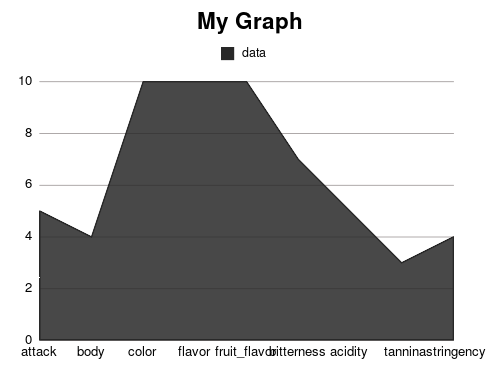 My Graph
data
10
8
6
4
2
0
attack body color flavor fruit_flavor bitterness acidity tannin astringency